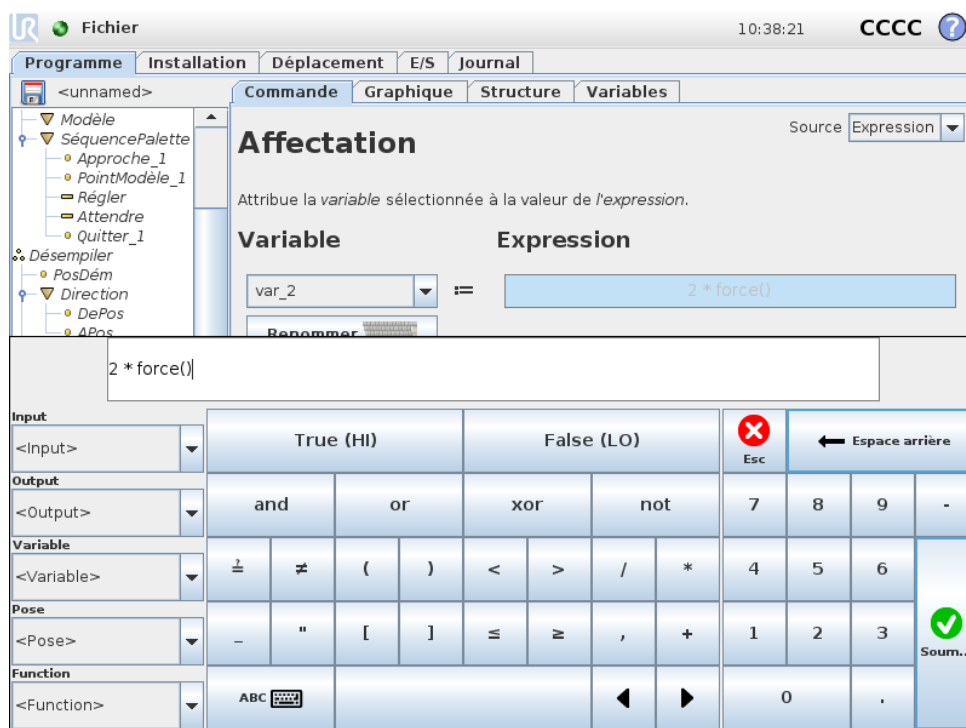 UR Fichier 10:38:21 CCCC ?
Programme Installation Déplacement E/S Journal
<unnamed> Commande Graphique Structure Variables
Modèle
SéquencePalette
Approche_1
PointModèle_1
Régler
Attendre
Quitter_1
Désempiler
PosDém
Direction
DePos
APos
Affectation
Source Expression
Attribue la variable sélectionnée à la valeur de l'expression.
Variable Expression
var_2 := 2 * force()
Renommer
2 * force()
Input
<Input>
True (HI) False (LO) Esc Espace arrière
Output
<Output>
and or xor not 7 8 9 -
Variable
<Variable>
≟ ≠ ( ) < > / * 4 5 6
Pose
<Pose>
_ " [ ] ≤ ≥ , + 1 2 3 Soum..
Function
<Function>
ABC 0 .